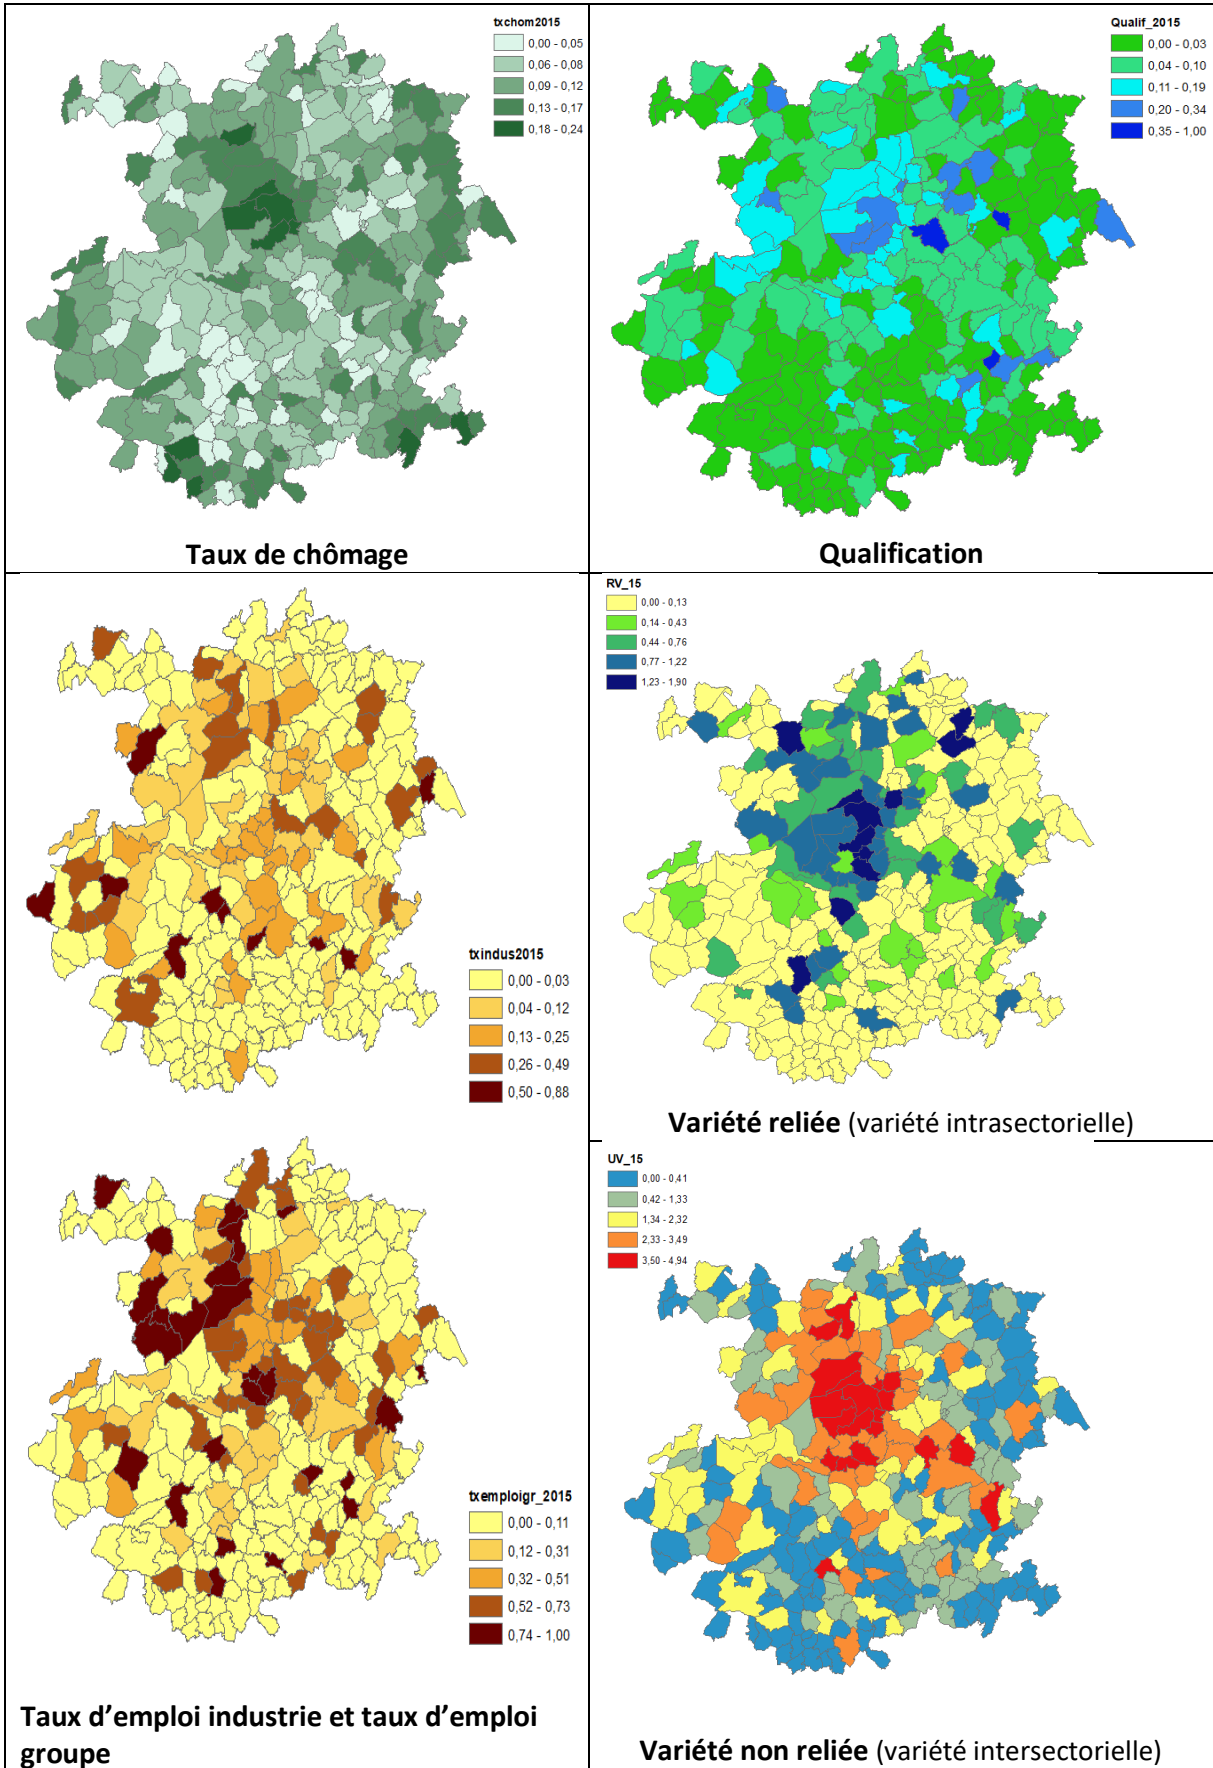 txchom2015
0,00 - 0,05
0,06 - 0,08
0,09 - 0,12
0,13 - 0,17
0,18 - 0,24
Taux de chômage
Qualif_2015
0,00 - 0,03
0,04 - 0,10
0,11 - 0,19
0,20 - 0,34
0,35 - 1,00
Qualification
txindus2015
0,00 - 0,03
0,04 - 0,12
0,13 - 0,25
0,26 - 0,49
0,50 - 0,88
RV_15
0,00 - 0,13
0,14 - 0,43
0,44 - 0,76
0,77 - 1,22
1,23 - 1,90
Variété reliée (variété intrasectorielle)
txemploigr_2015
0,00 - 0,11
0,12 - 0,31
0,32 - 0,51
0,52 - 0,73
0,74 - 1,00
Taux d’emploi industrie et taux d’emploi
groupe
UV_15
0,00 - 0,41
0,42 - 1,33
1,34 - 2,32
2,33 - 3,49
3,50 - 4,94
Variété non reliée (variété intersectorielle)